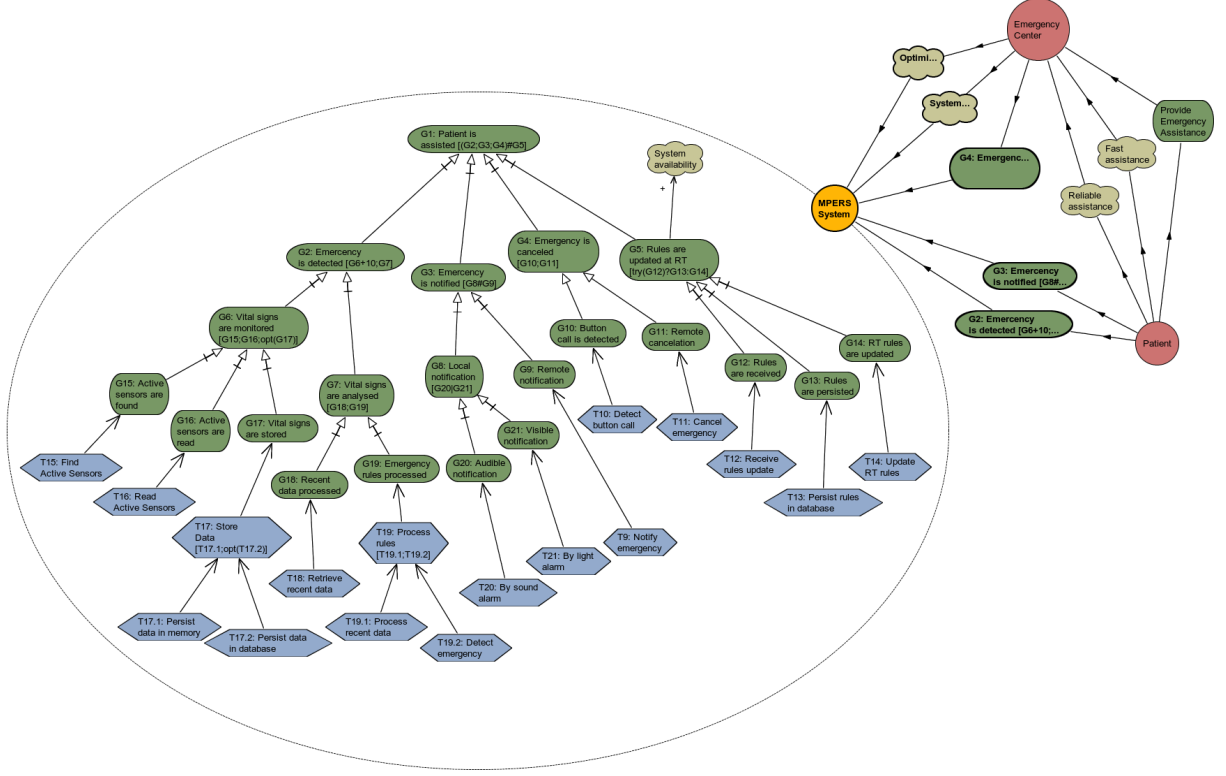 Emergency
Center
Optimi...
System...
Provide
Emergency
Assistance
G1: Patient is
assisted [(G2;G3;G4)#G5]
System
availability
+
Fast
assistance
G4: Emergenc...
Reliable
assistance
MPERS
System
G2: Emercency
is detected [G6+10;G7]
G3: Emercency
is notified [G8#G9]
G4: Emergency is
canceled
[G10;G11]
G5: Rules are
updated at RT
[try(G12)?G13:G14]
G3: Emercency
is notified [G8#...
G2: Emercency
is detected [G6+10;...
Patient
G6: Vital signs
are monitored
[G15;G16;opt(G17)]
G10: Button
call is detected
G11: Remote
cancelation
G14: RT rules
are updated
G15: Active
sensors are
found
G7: Vital signs
are analysed
[G18;G19]
G8: Local
notification
[G20|G21]
G9: Remote
notification
G12: Rules
are received
G13: Rules
are persisted
G16: Active
sensors are
read
G17: Vital signs
are stored
T10: Detect
button call
T11: Cancel
emergency
G21: Visible
notification
T15: Find
Active Sensors
G18: Recent
data processed
G19: Emergency
rules processed
G20: Audible
notification
T12: Receive
rules update
T14: Update
RT rules
T16: Read
Active Sensors
T13: Persist rules
in database
T17: Store
Data
[T17.1;opt(T17.2)]
T19: Process
rules
[T19.1;T19.2]
T9: Notify
emergency
T18: Retrieve
recent data
T21: By light
alarm
T20: By sound
alarm
T17.1: Persist
data in memory
T17.2: Persist data
in database
T19.1: Process
recent data
T19.2: Detect
emergency